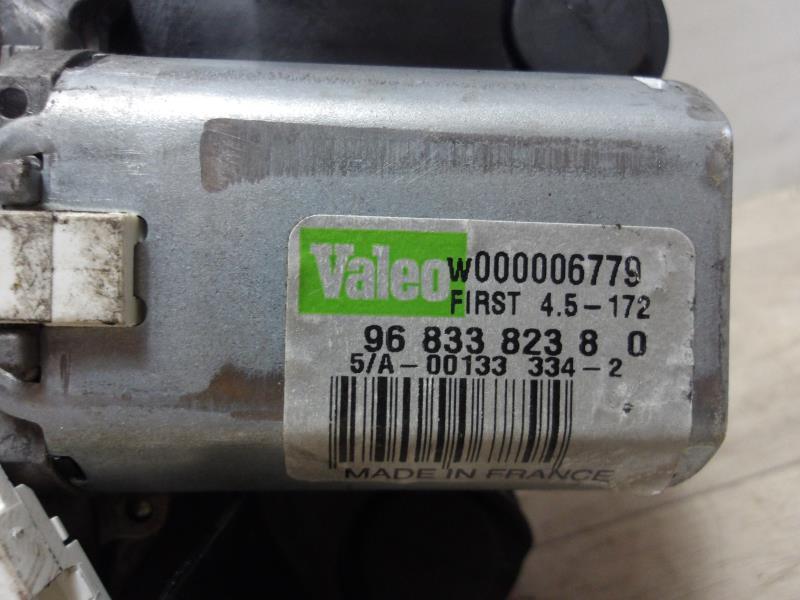 Valeo W000006779
FIRST 4.5-172
96 833 823 8 0
5/A-00133 334-2
MADE IN FRANCE